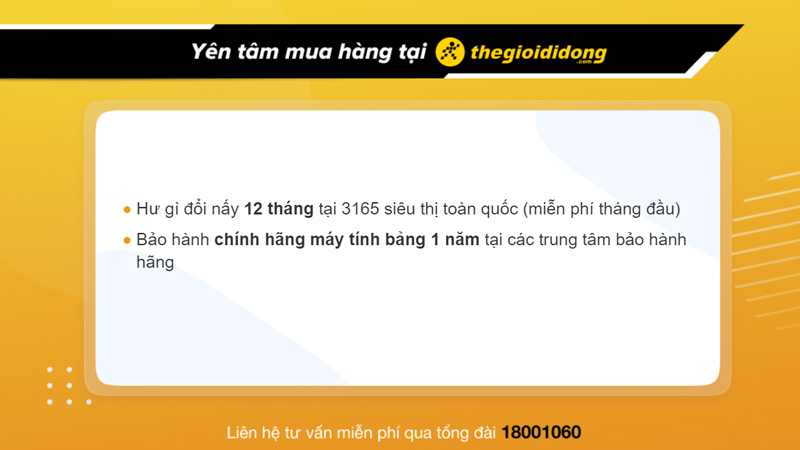 Yên tâm mua hàng tại thegioididong
.com
• Hư gì đổi nấy 12 tháng tại 3165 siêu thị toàn quốc (miễn phí tháng đầu)
• Bảo hành chính hãng máy tính bảng 1 năm tại các trung tâm bảo hành
hãng
Liên hệ tư vấn miễn phí qua tổng đài 18001060